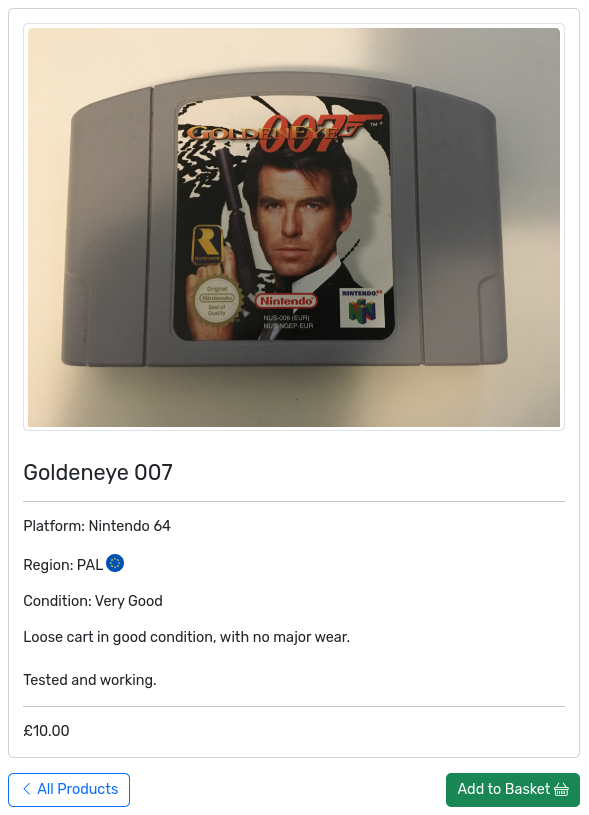 GOLDENEYE 007 ™
R
RAREWARE
Original
Nintendo
Seal of
Quality
Nintendo
NUS-006 (EUR)
NUS-NGEP-EUR
NINTENDO 64
N
Goldeneye 007
Platform: Nintendo 64
Region: PAL
Condition: Very Good
Loose cart in good condition, with no major wear.
Tested and working.
£10.00
All Products
Add to Basket